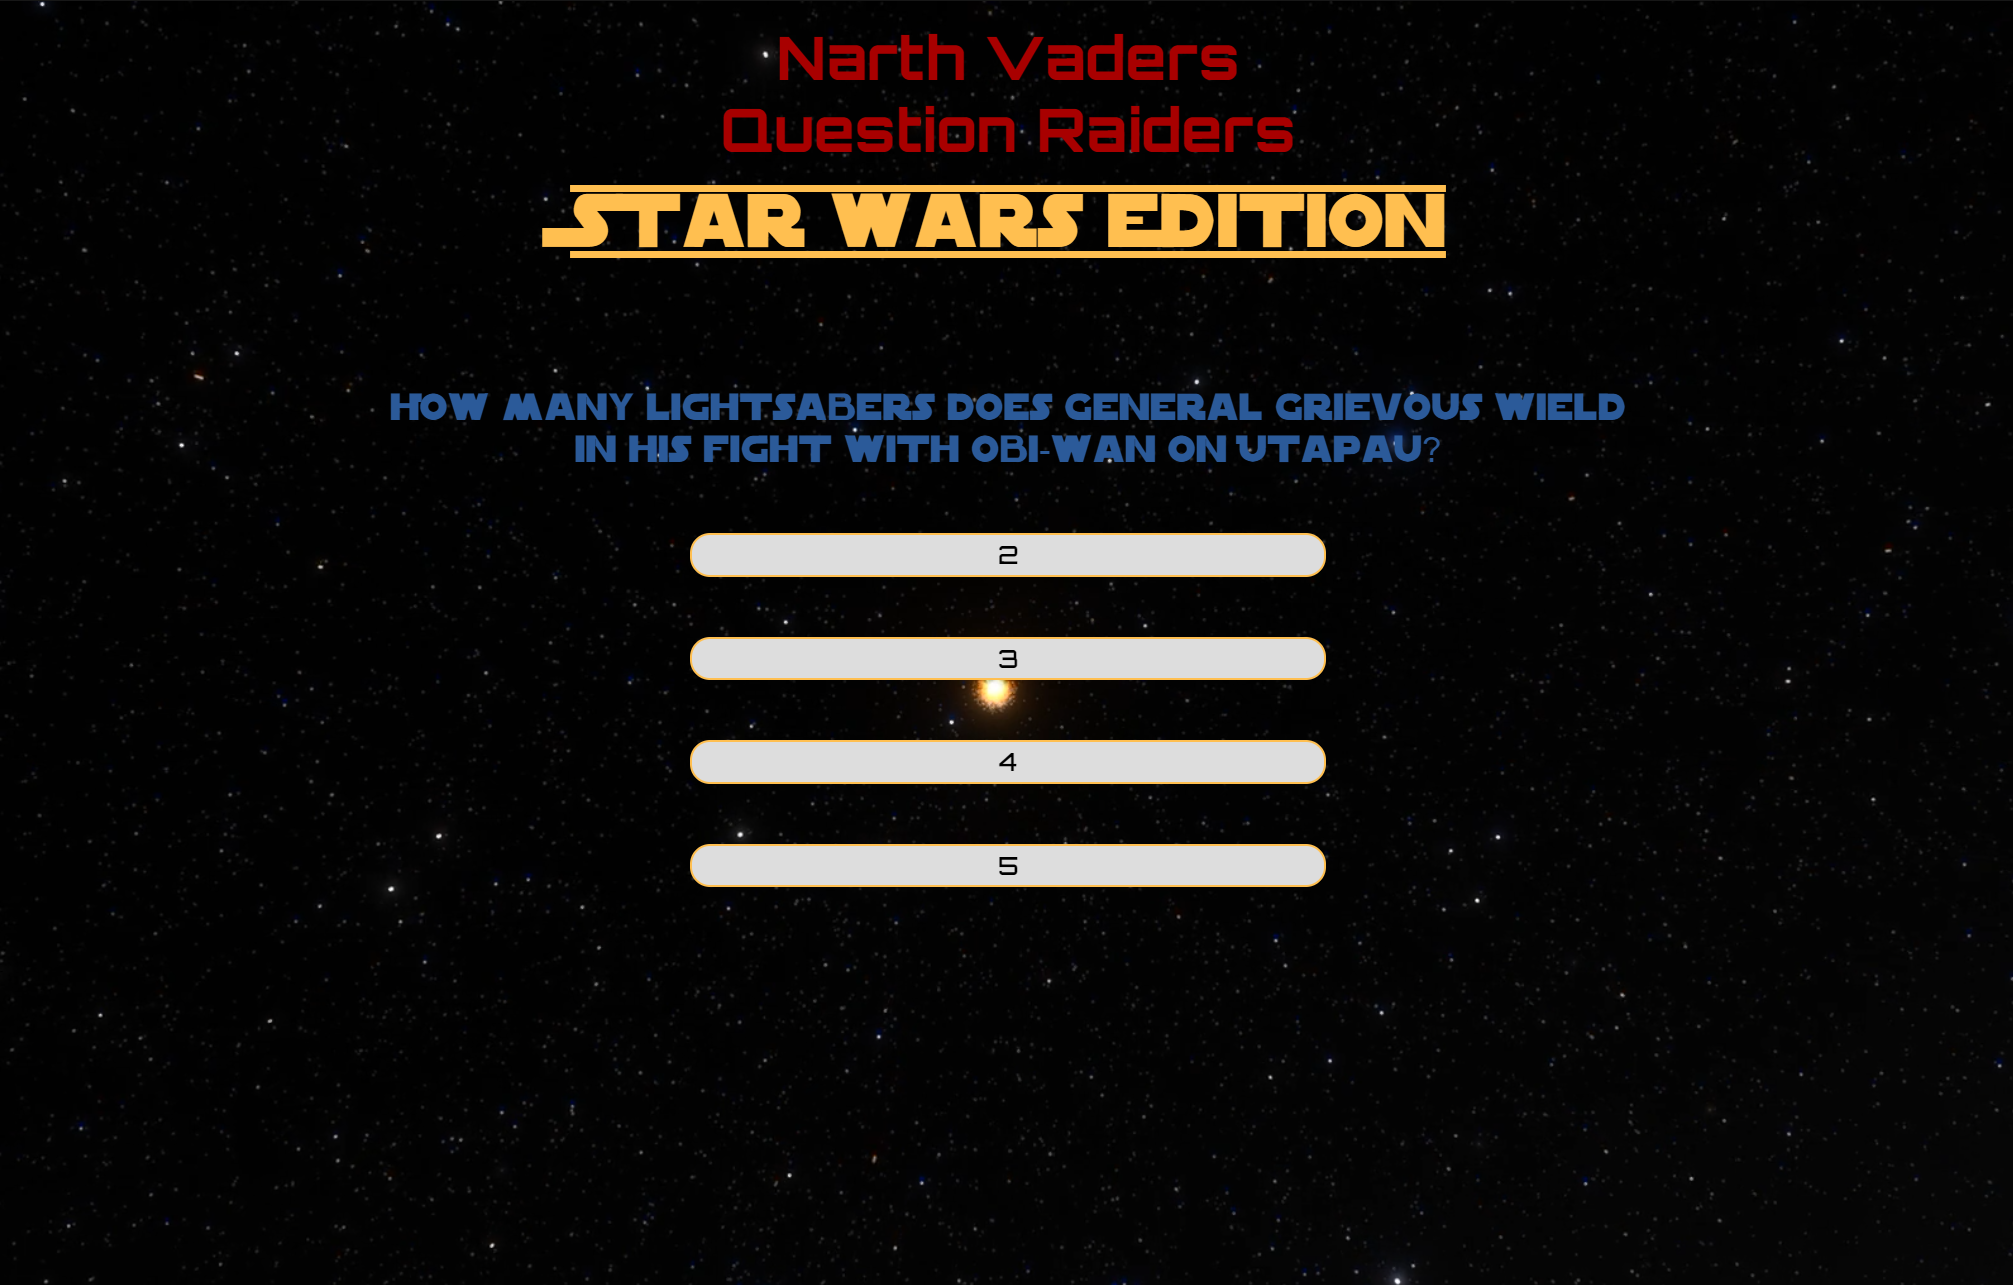 Narth Vaders
Question Raiders
STAR WARS EDITION
HOW MANY LIGHTSABERS DOES GENERAL GRIEVOUS WIELD
IN HIS FIGHT WITH OBI-WAN ON UTAPAU?
2
3
4
5